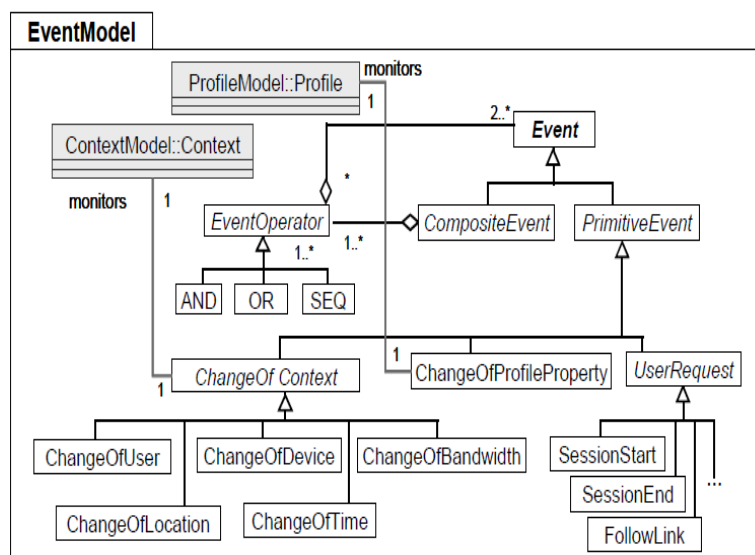 EventModel
ProfileModel::Profile
monitors
1
2..*
Event
ContextModel::Context
monitors
1
*
EventOperator
1..*
1..*
CompositeEvent
PrimitiveEvent
AND
OR
SEQ
1
ChangeOf Context
1
ChangeOfProfileProperty
UserRequest
ChangeOfUser
ChangeOfDevice
ChangeOfBandwidth
SessionStart
...
SessionEnd
ChangeOfLocation
ChangeOfTime
FollowLink